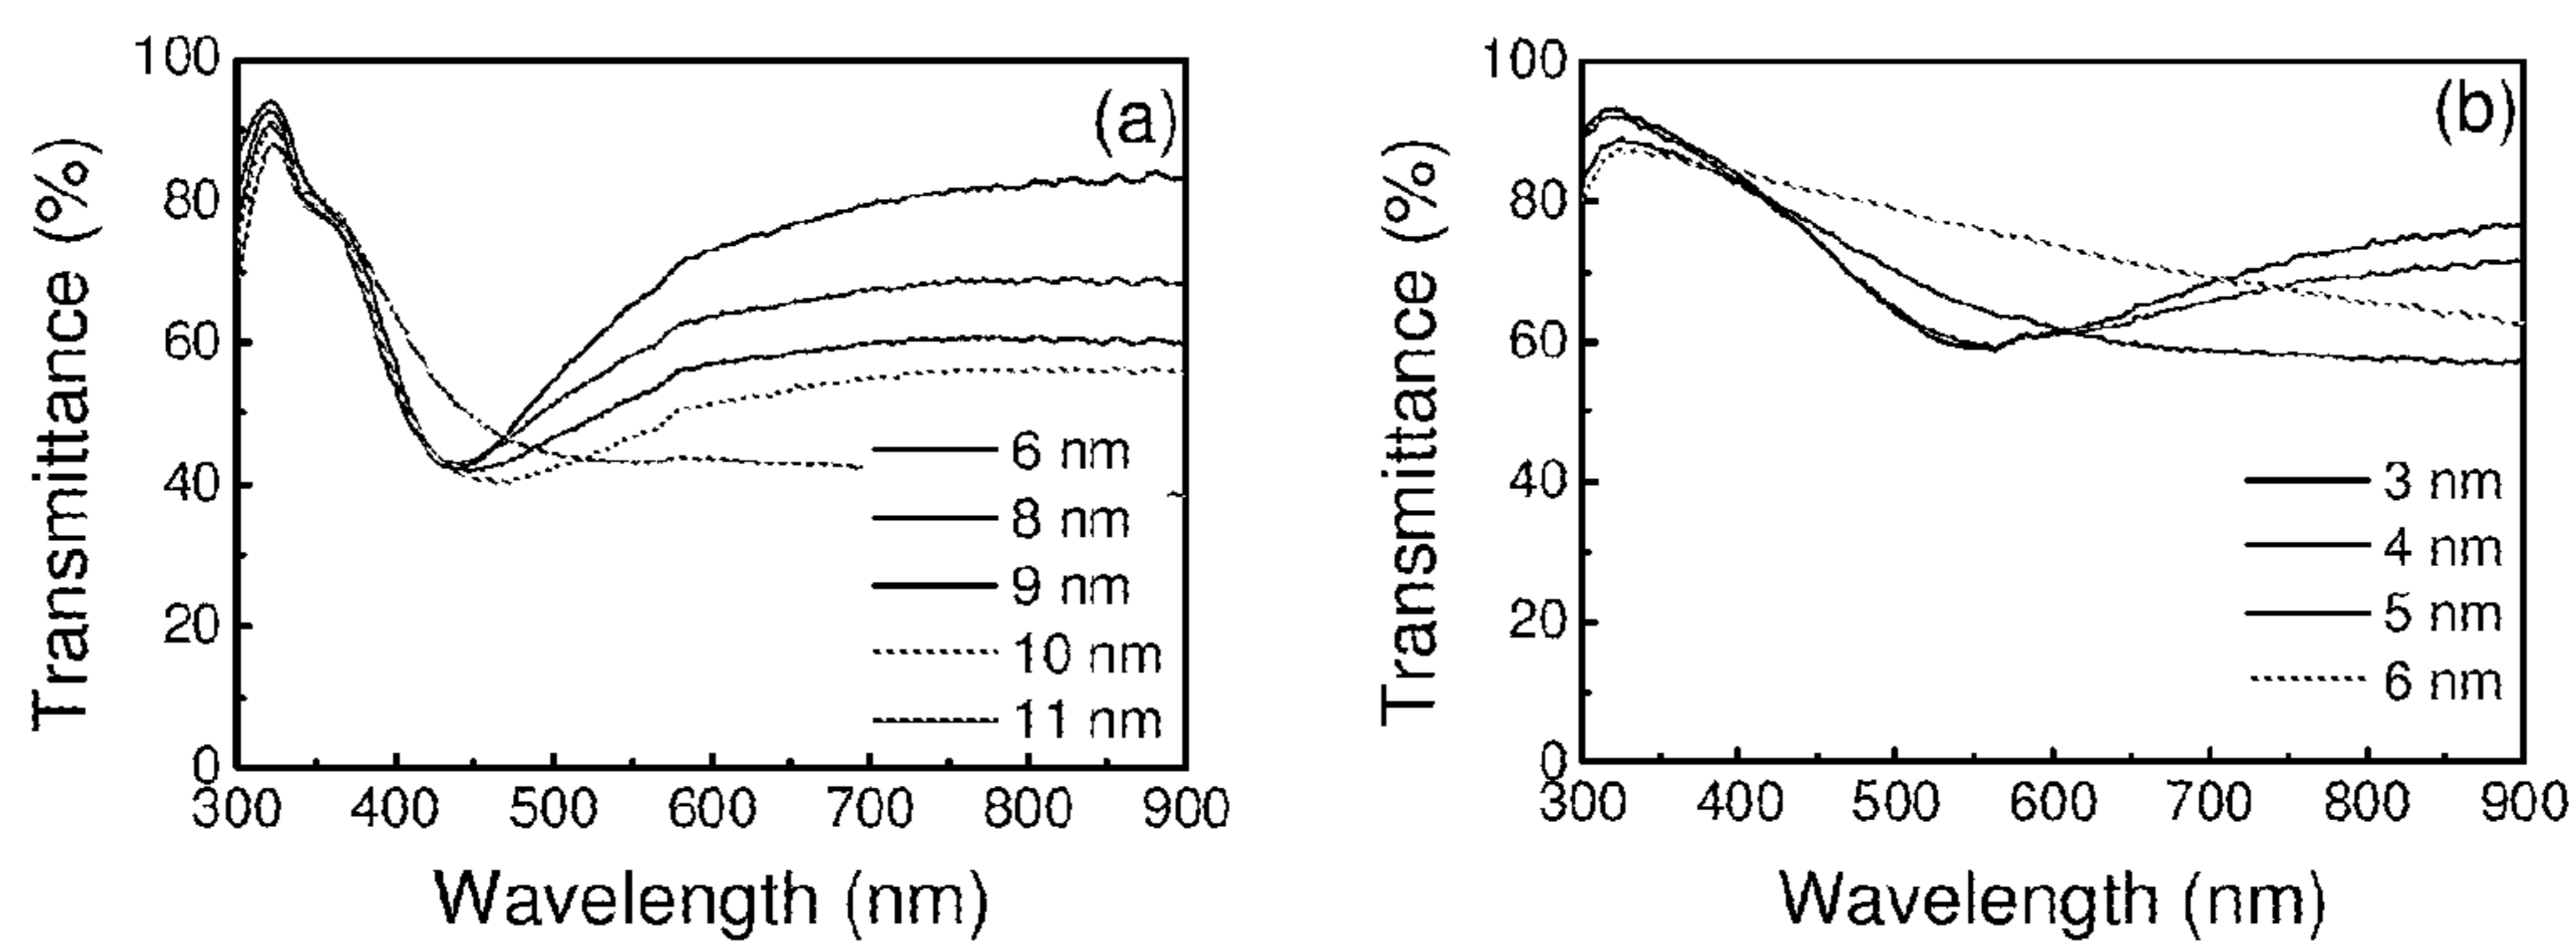 (a)
Transmittance (%)
100
80
60
40
20
0
300 400 500 600 700 800 900
Wavelength (nm)
6 nm
8 nm
9 nm
10 nm
11 nm
(b)
Transmittance (%)
100
80
60
40
20
0
300 400 500 600 700 800 900
Wavelength (nm)
3 nm
4 nm
5 nm
6 nm